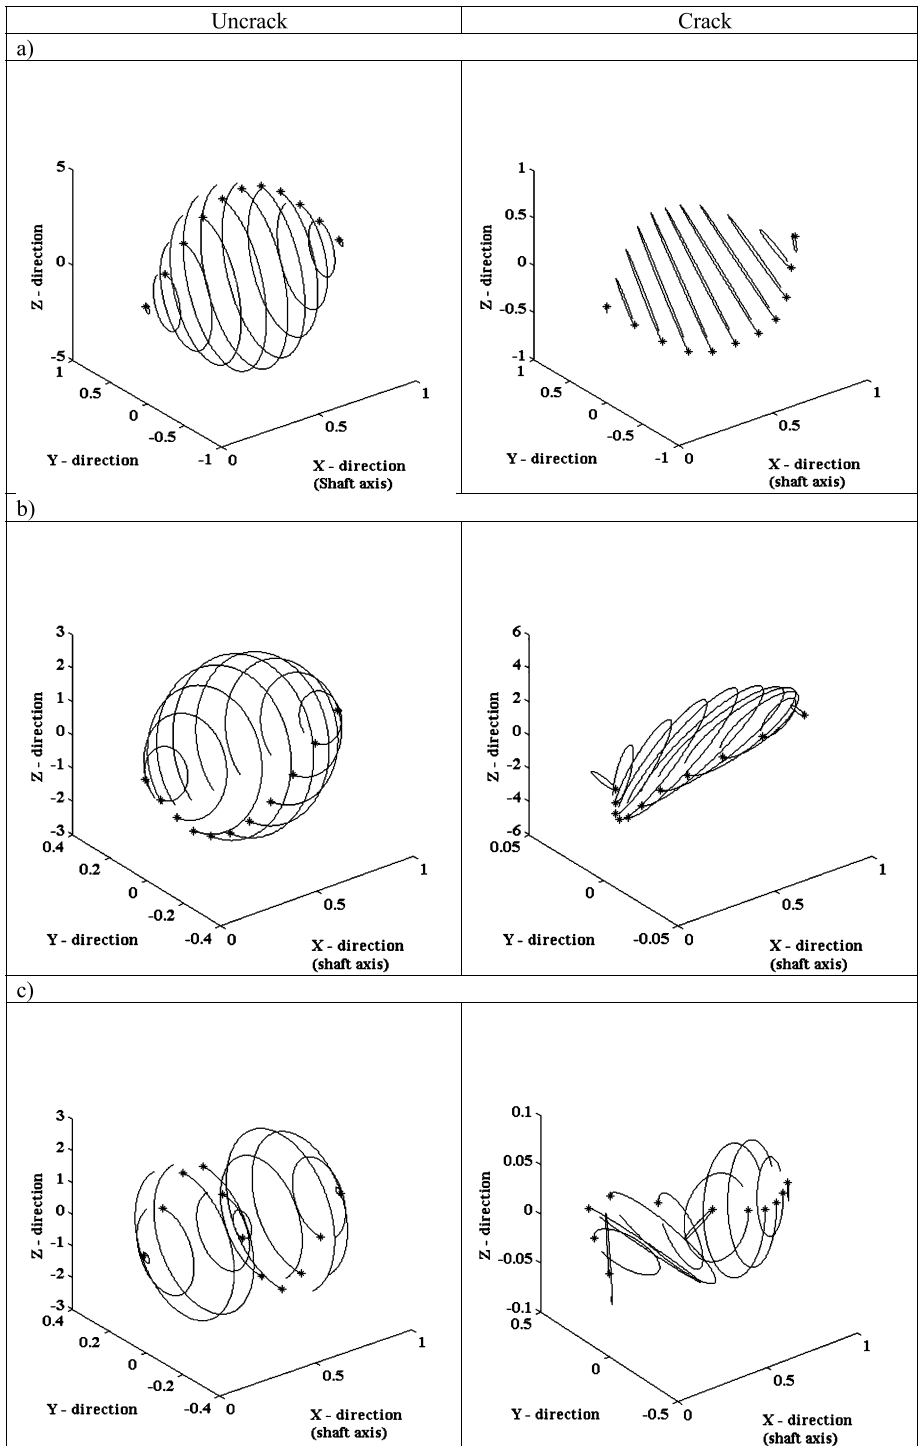 Uncrack Crack
a)
5
0
-5
Z - direction
1
0.5
0
-0.5
-1
Y - direction
0
0.5
1
X - direction
(Shaft axis)
1
0.5
0
-0.5
-1
Z - direction
1
0.5
0
-0.5
-1
Y - direction
0
0.5
1
X - direction
(shaft axis)
b)
3
2
1
0
-1
-2
-3
Z - direction
0.4
0.2
0
-0.2
-0.4
Y - direction
0
0.5
1
X - direction
(shaft axis)
6
4
2
0
-2
-4
-6
Z - direction
0.05
0
-0.05
Y - direction
0
0.5
1
X - direction
(shaft axis)
c)
3
2
1
0
-1
-2
-3
Z - direction
0.4
0.2
0
-0.2
-0.4
Y - direction
0
0.5
1
X - direction
(shaft axis)
0.1
0.05
0
-0.05
-0.1
Z - direction
0.5
0
-0.5
Y - direction
0
0.5
1
X - direction
(shaft axis)